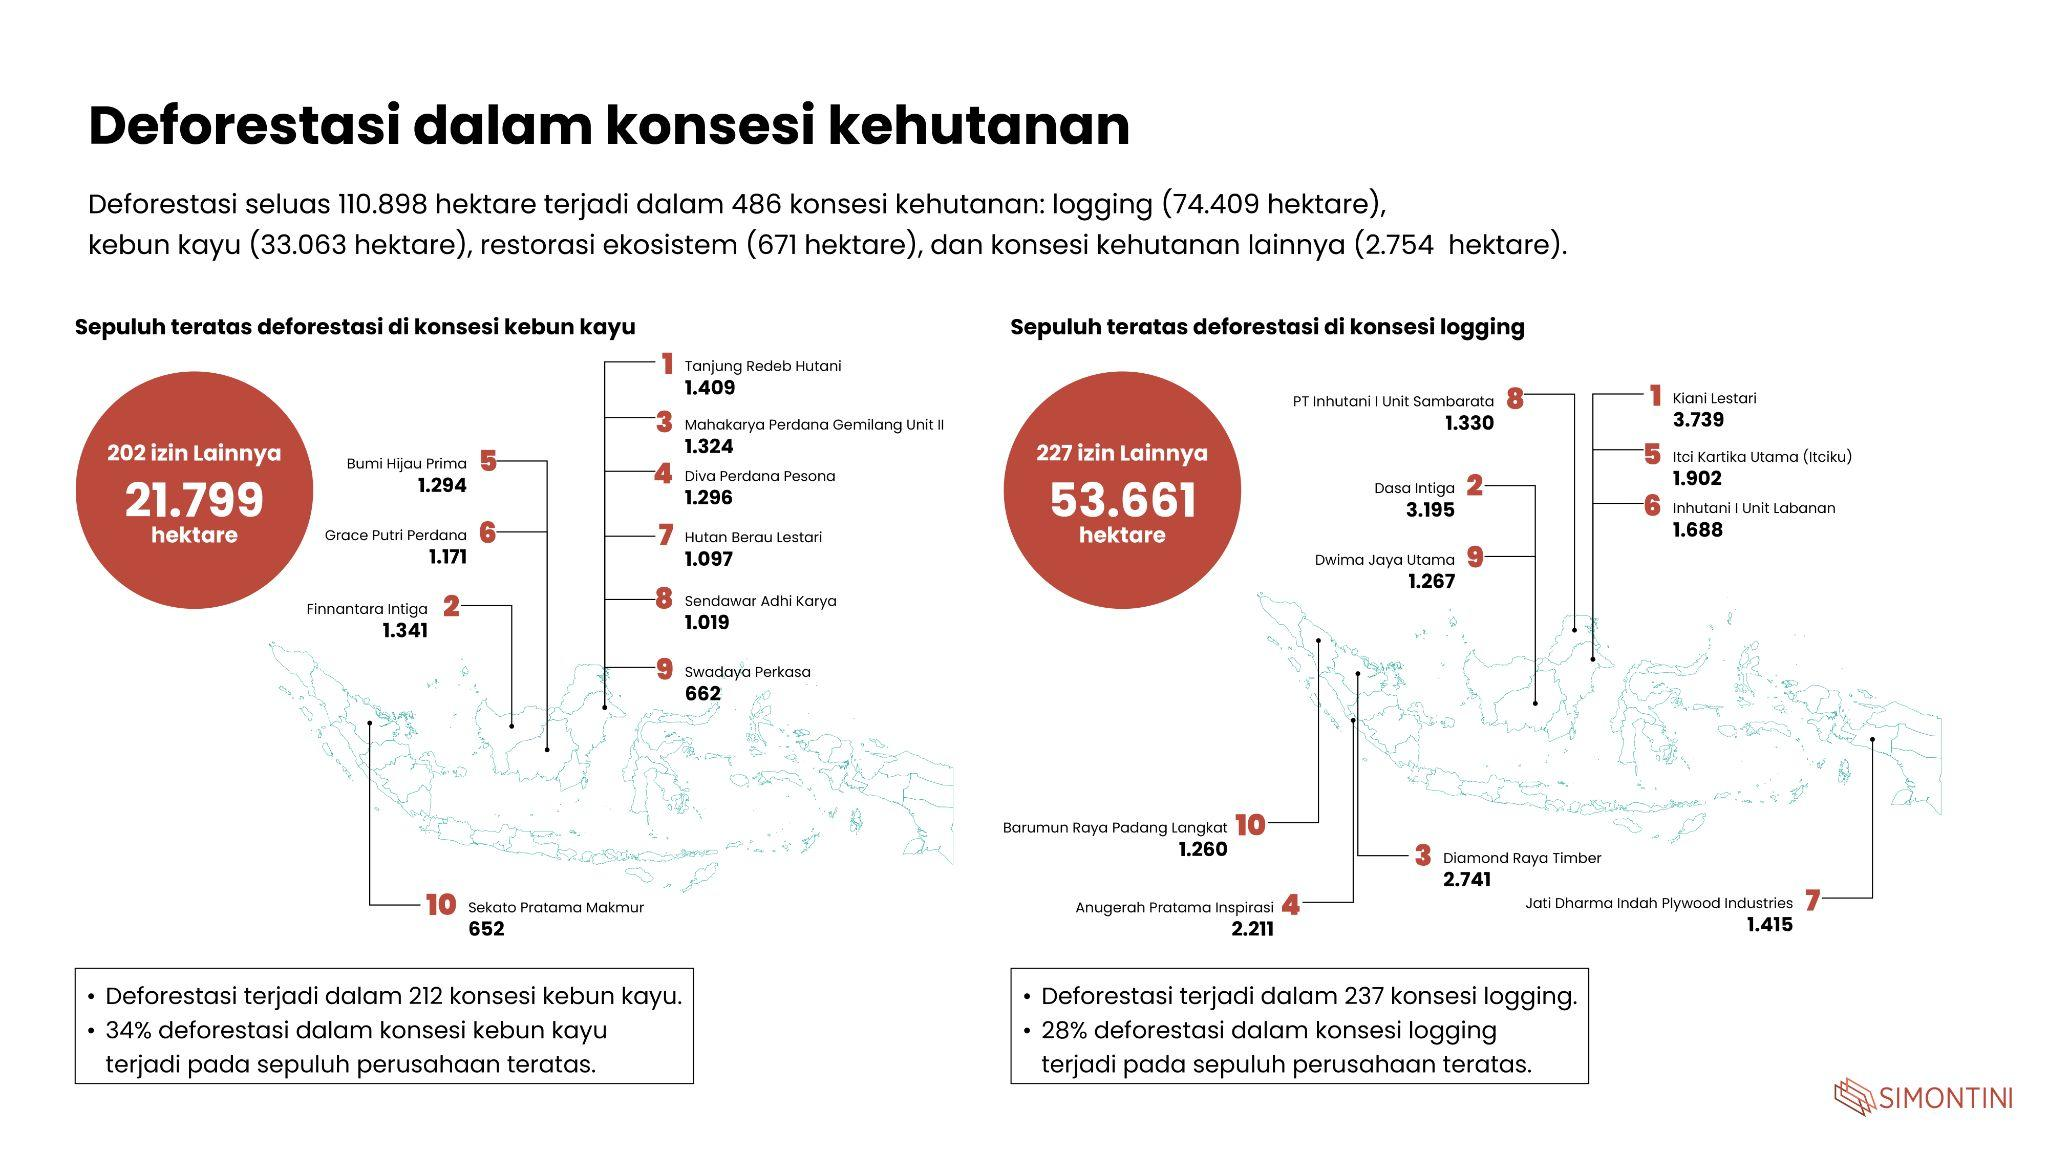 Deforestasi dalam konsesi kehutanan
Deforestasi seluas 110.898 hektare terjadi dalam 486 konsesi kehutanan: logging (74.409 hektare),
kebun kayu (33.063 hektare), restorasi ekosistem (671 hektare), dan konsesi kehutanan lainnya (2.754 hektare).
Sepuluh teratas deforestasi di konsesi kebun kayu
202 izin Lainnya
21.799
hektare
1 Tanjung Redeb Hutani
1.409
Finnantara Intiga 2
1.341
3 Mahakarya Perdana Gemilang Unit II
1.324
4 Diva Perdana Pesona
1.296
Bumi Hijau Prima 5
1.294
Grace Putri Perdana 6
1.171
7 Hutan Berau Lestari
1.097
8 Sendawar Adhi Karya
1.019
9 Swadaya Perkasa
662
10 Sekato Pratama Makmur
652
• Deforestasi terjadi dalam 212 konsesi kebun kayu.
• 34% deforestasi dalam konsesi kebun kayu
terjadi pada sepuluh perusahaan teratas.
Sepuluh teratas deforestasi di konsesi logging
227 izin Lainnya
53.661
hektare
1 Kiani Lestari
3.739
Dasa Intiga 2
3.195
3 Diamond Raya Timber
2.741
Anugerah Pratama Inspirasi 4
2.211
5 Itci Kartika Utama (Itciku)
1.902
6 Inhutani I Unit Labanan
1.688
Jati Dharma Indah Plywood Industries 7
1.415
PT Inhutani I Unit Sambarata 8
1.330
Dwima Jaya Utama 9
1.267
Barumun Raya Padang Langkat 10
1.260
• Deforestasi terjadi dalam 237 konsesi logging.
• 28% deforestasi dalam konsesi logging
terjadi pada sepuluh perusahaan teratas.
SIMONTINI